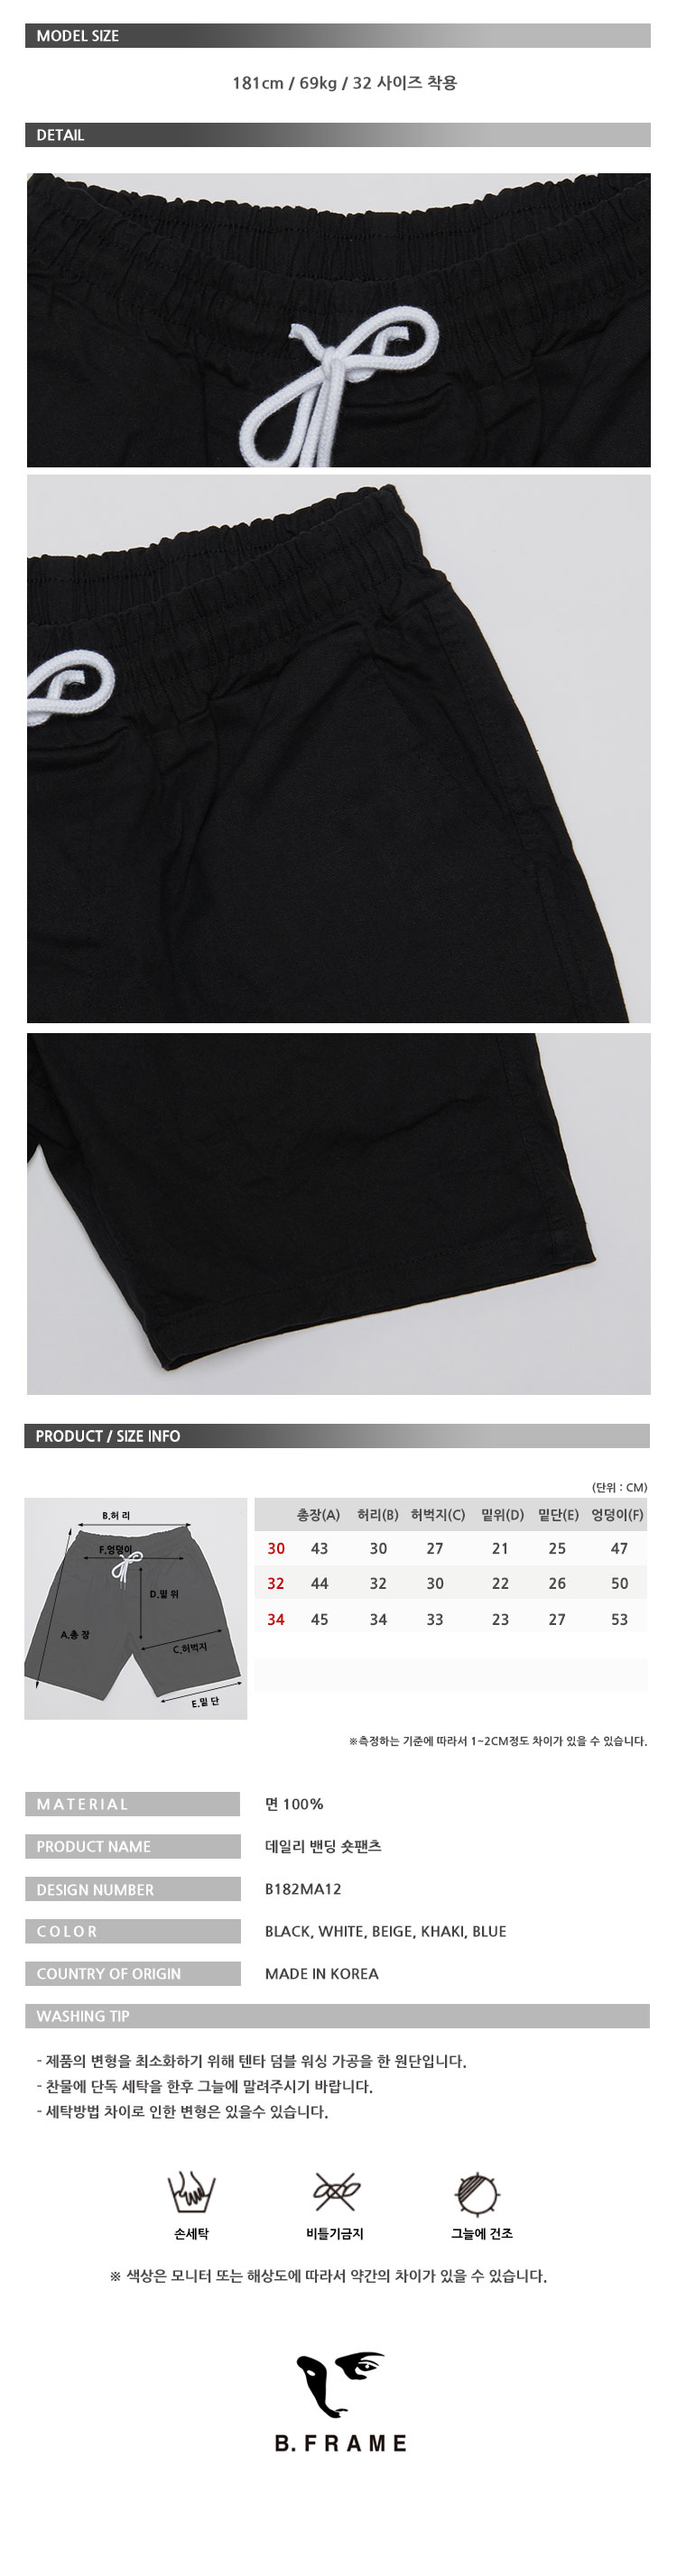 MODEL SIZE
181cm / 69kg / 32 사이즈 착용
DETAIL
PRODUCT / SIZE INFO
(단위 : CM)
B.허 리
F.엉덩이
D.밑 위
A.총 장
C.허벅지
E.밑 단
총장(A) 허리(B) 허벅지(C) 밑위(D) 밑단(E) 엉덩이(F)
30 43 30 27 21 25 47
32 44 32 30 22 26 50
34 45 34 33 23 27 53
※측정하는 기준에 따라서 1~2CM정도 차이가 있을 수 있습니다.
MATERIAL 면 100%
PRODUCT NAME 데일리 밴딩 숏팬츠
DESIGN NUMBER B182MA12
COLOR BLACK, WHITE, BEIGE, KHAKI, BLUE
COUNTRY OF ORIGIN MADE IN KOREA
WASHING TIP
- 제품의 변형을 최소화하기 위해 텐타 덤블 워싱 가공을 한 원단입니다.
- 찬물에 단독 세탁을 한후 그늘에 말려주시기 바랍니다.
- 세탁방법 차이로 인한 변형은 있을수 있습니다.
손세탁 비틀기금지 그늘에 건조
※ 색상은 모니터 또는 해상도에 따라서 약간의 차이가 있을 수 있습니다.
B. FRAME